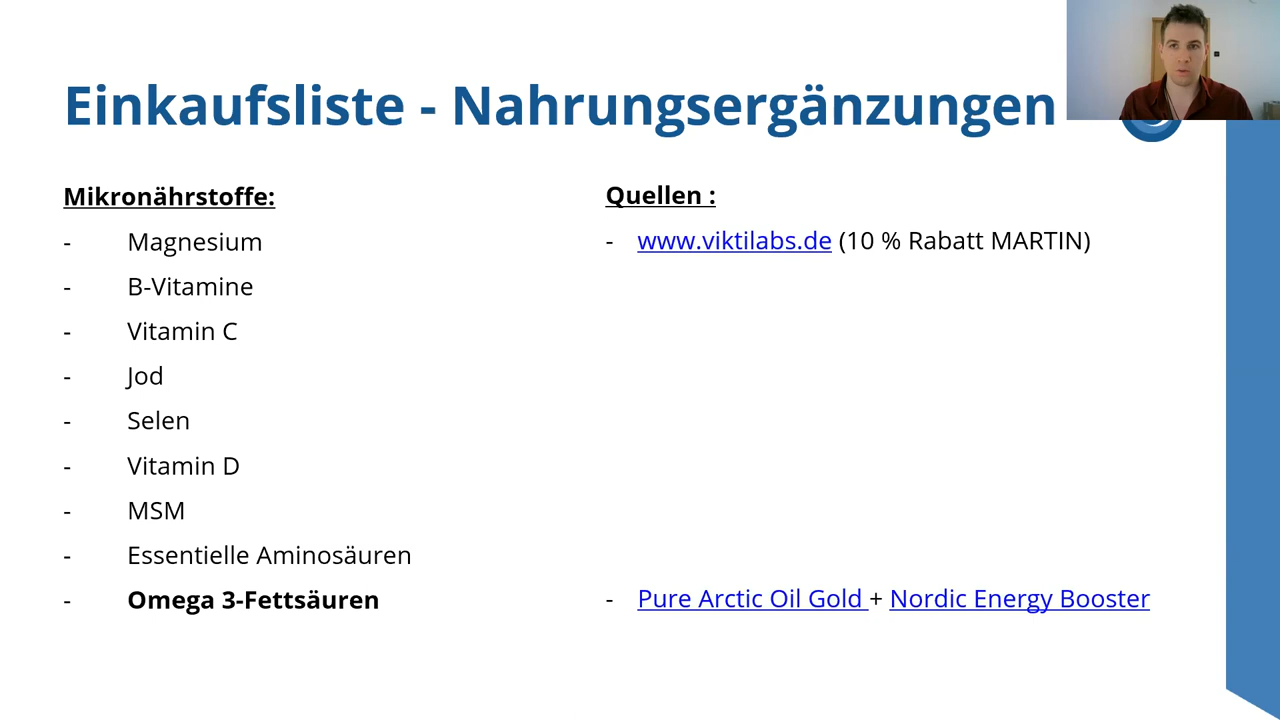 Einkaufsliste - Nahrungsergänzungen
Mikronährstoffe:
- Magnesium
- B-Vitamine
- Vitamin C
- Jod
- Selen
- Vitamin D
- MSM
- Essentielle Aminosäuren
- Omega 3-Fettsäuren
Quellen :
- www.viktilabs.de (10 % Rabatt MARTIN)
- Pure Arctic Oil Gold + Nordic Energy Booster